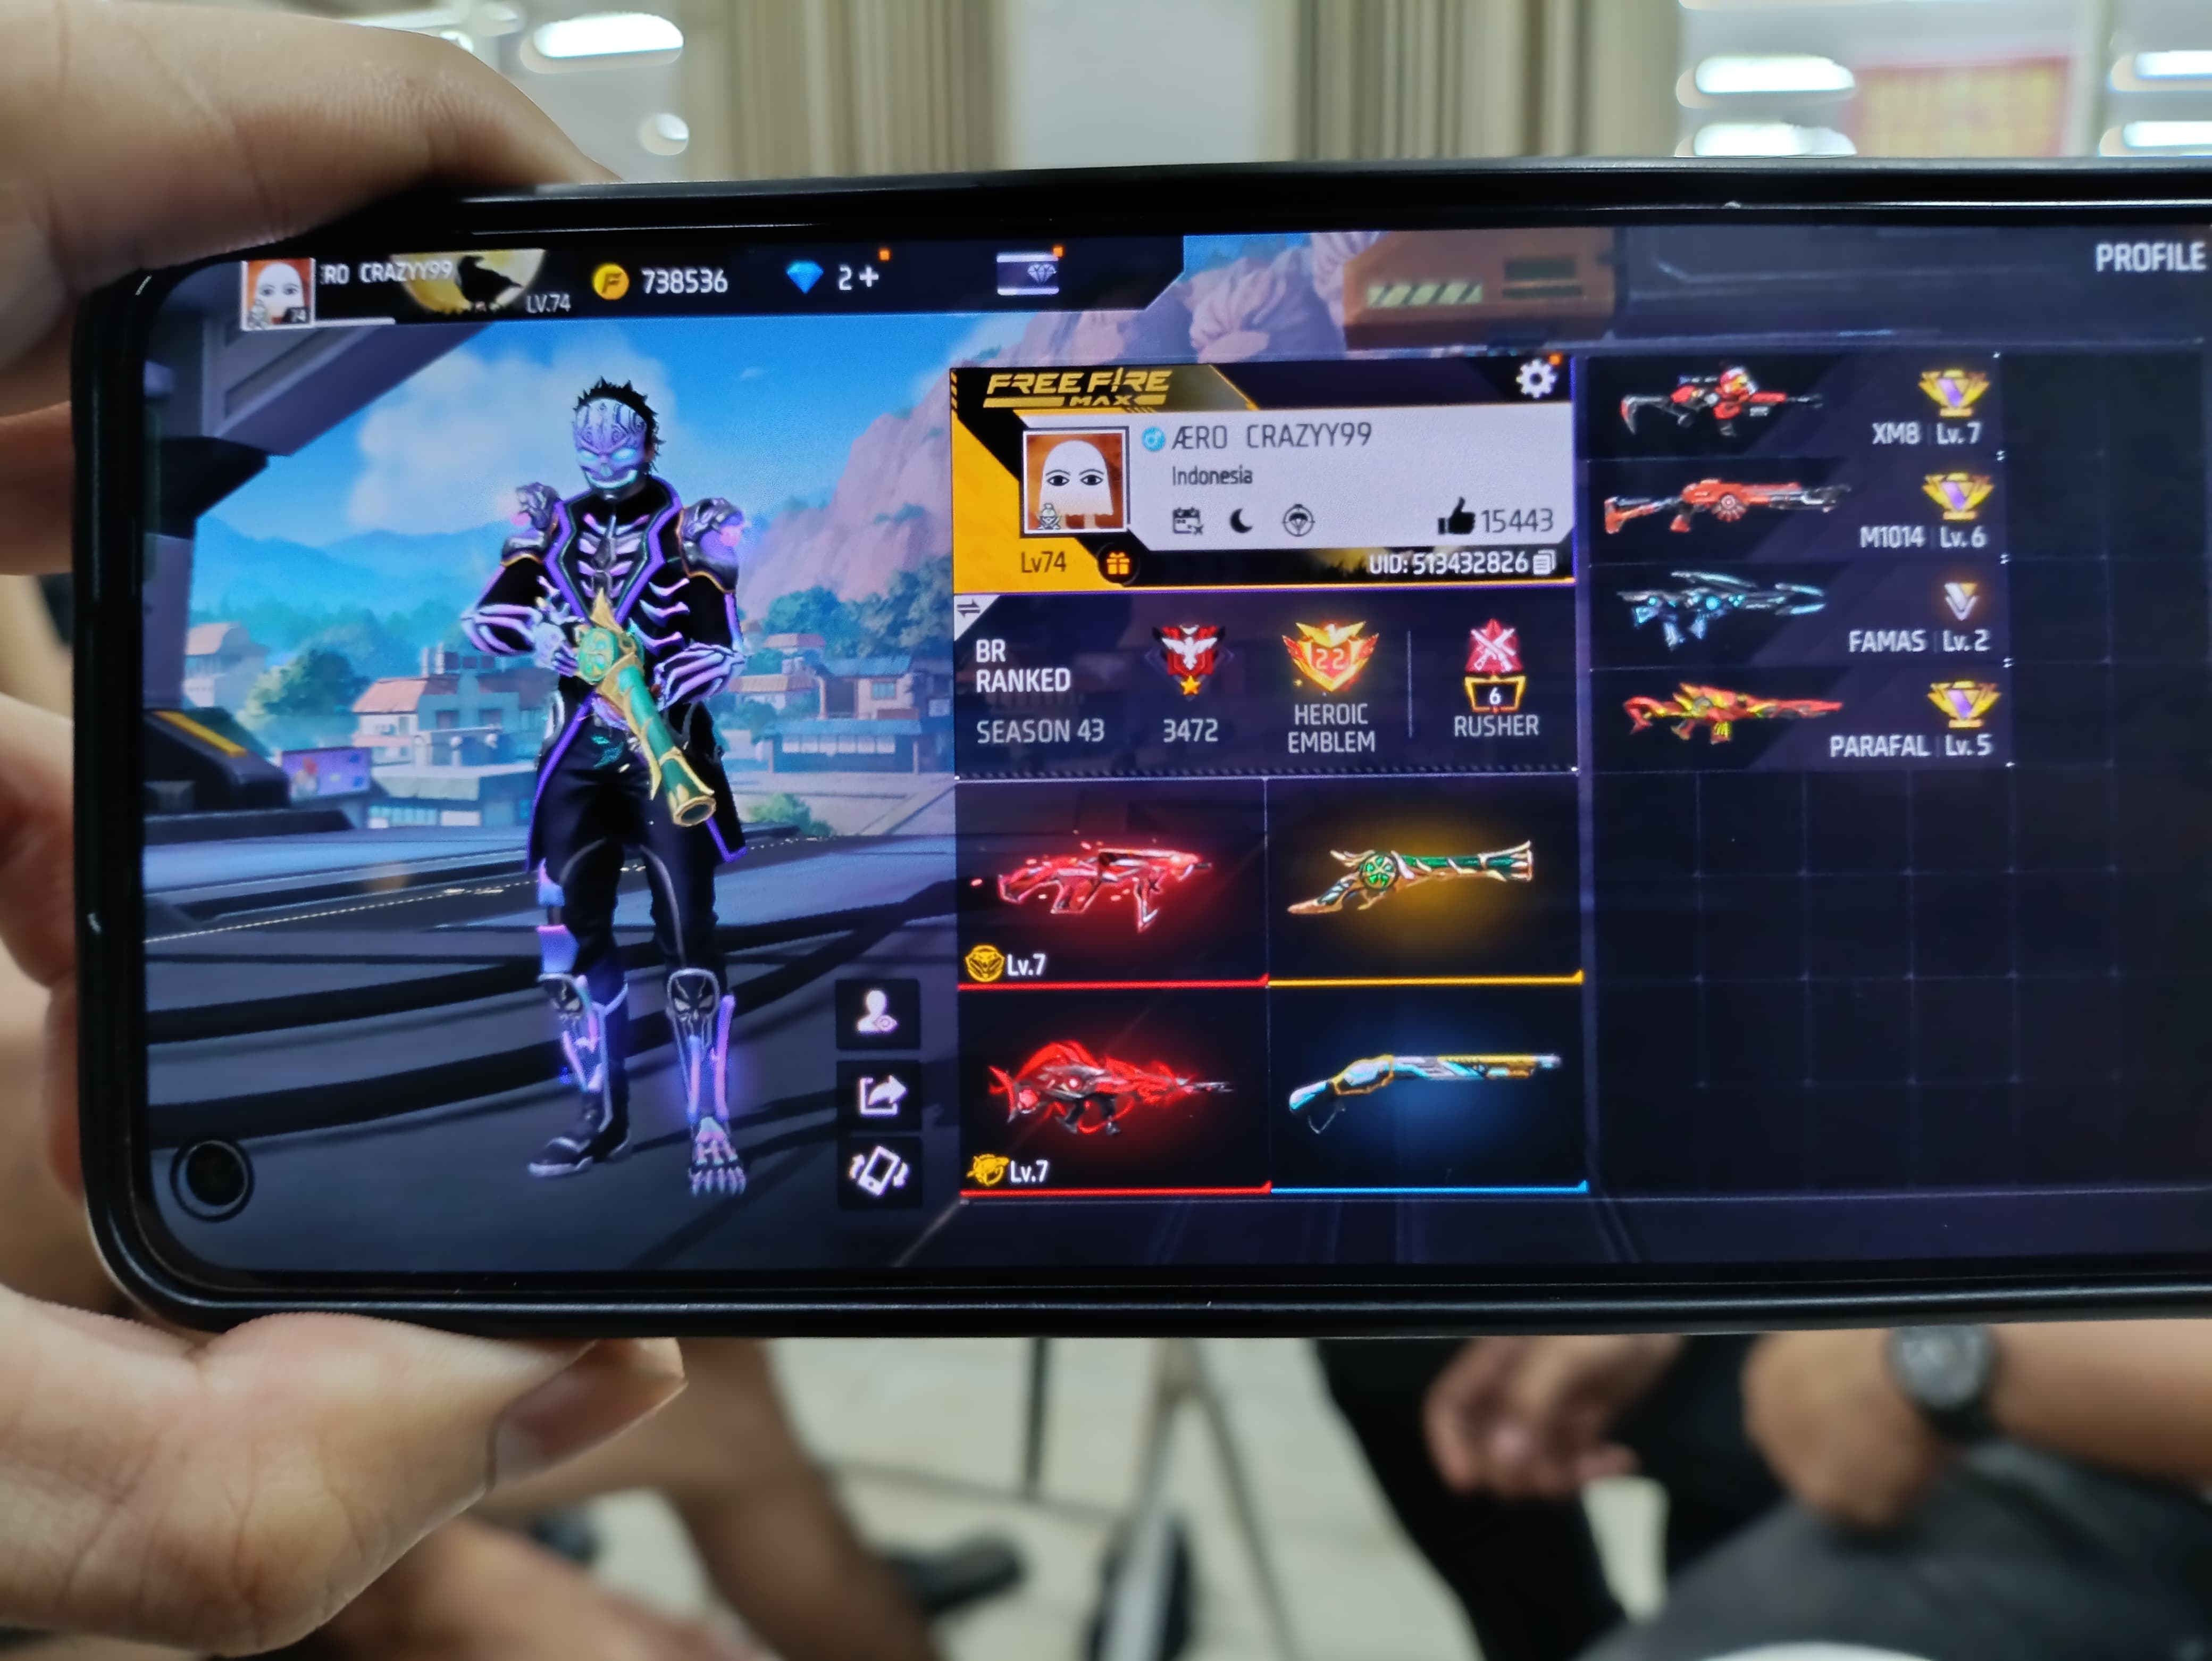 ÆRO CRAZYY99
LV.74
74
738536
2+
PROFILE
FREE FIRE
MAX
ÆRO CRAZYY99
Indonesia
15443
Lv74
UID: 513432826
BR
RANKED
SEASON 43
3472
22
HEROIC
EMBLEM
6
RUSHER
XM8 Lv.7
M1014 Lv.6
FAMAS Lv.2
PARAFAL Lv.5
Lv.7
Lv.7